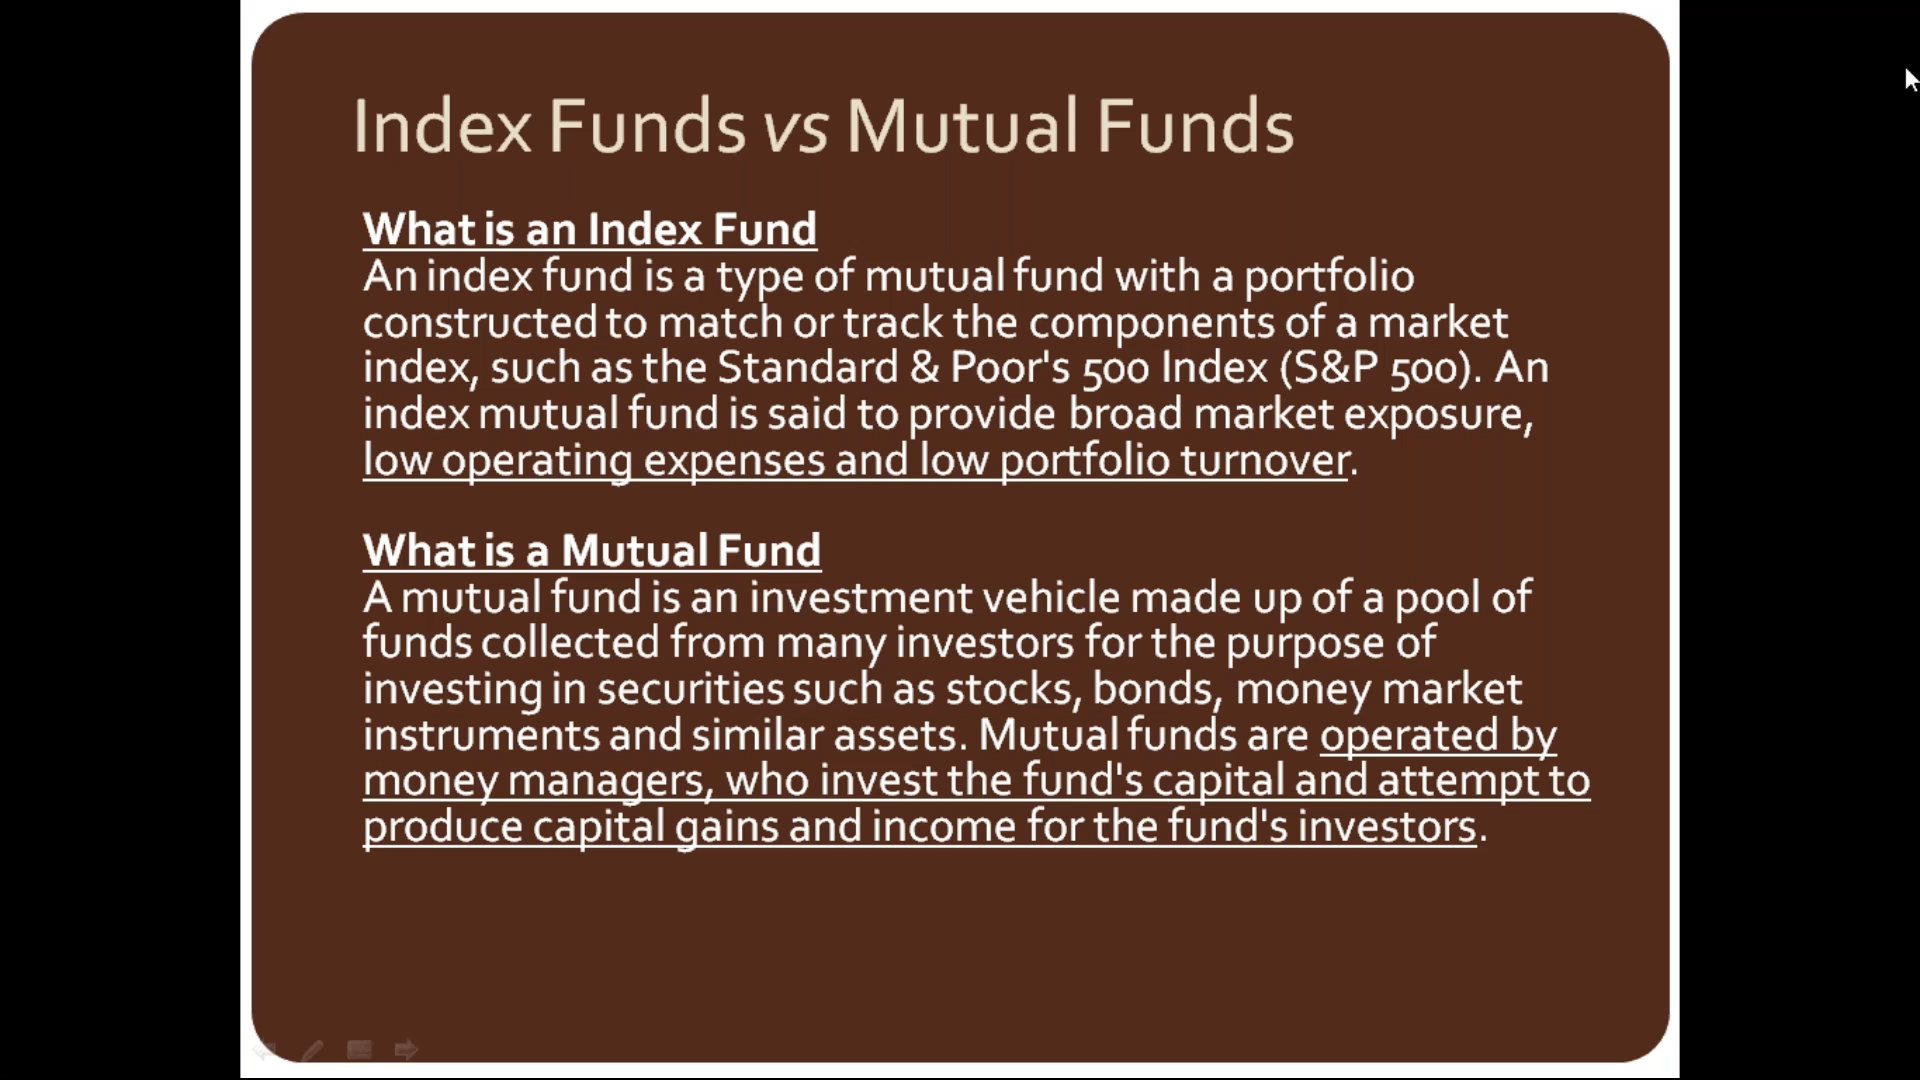 Index Funds vs Mutual Funds
What is an Index Fund
An index fund is a type of mutual fund with a portfolio
constructed to match or track the components of a market
index, such as the Standard & Poor's 500 Index (S&P 500). An
index mutual fund is said to provide broad market exposure,
low operating expenses and low portfolio turnover.
What is a Mutual Fund
A mutual fund is an investment vehicle made up of a pool of
funds collected from many investors for the purpose of
investing in securities such as stocks, bonds, money market
instruments and similar assets. Mutual funds are operated by
money managers, who invest the fund's capital and attempt to
produce capital gains and income for the fund's investors.